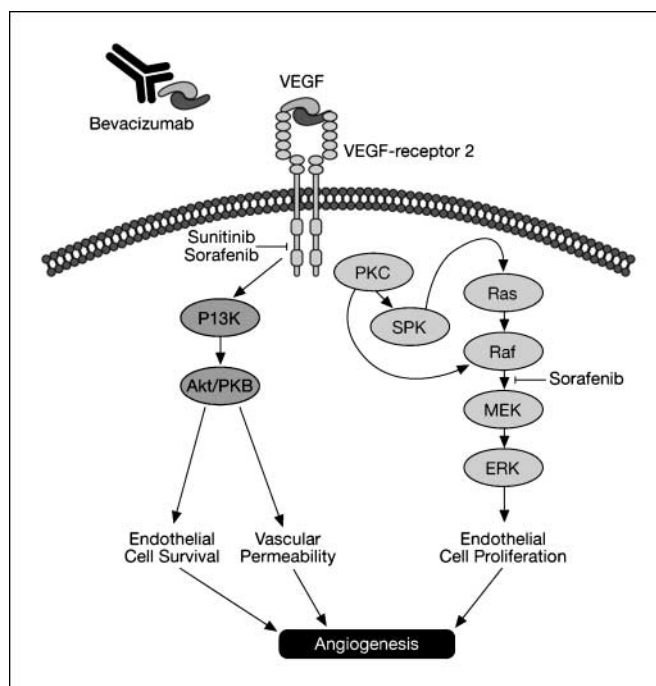 VEGF
Bevacizumab
VEGF-receptor 2
Sunitinib
Sorafenib
PKC
SPK
Ras
P13K
Raf
Sorafenib
Akt/PKB
MEK
ERK
Endothelial
Cell Survival
Vascular
Permeability
Endothelial
Cell Proliferation
Angiogenesis